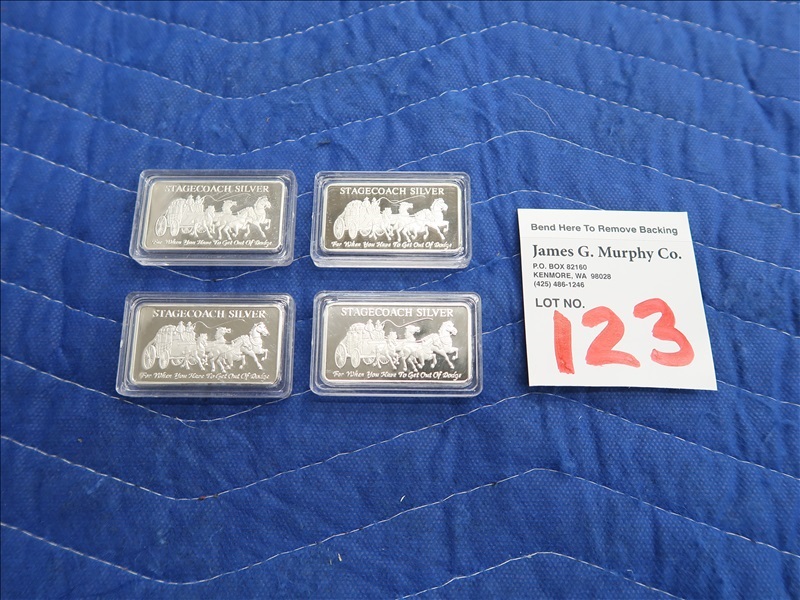 STAGECOACH SILVER
For When You Have To Get Out Of Dodge
STAGECOACH SILVER
For When You Have To Get Out Of Dodge
STAGECOACH SILVER
For When You Have To Get Out Of Dodge
STAGECOACH SILVER
For When You Have To Get Out Of Dodge
Bend Here To Remove Backing
James G. Murphy Co.
P.O. BOX 82160
KENMORE, WA 98028
(425) 486-1246
LOT NO.
123